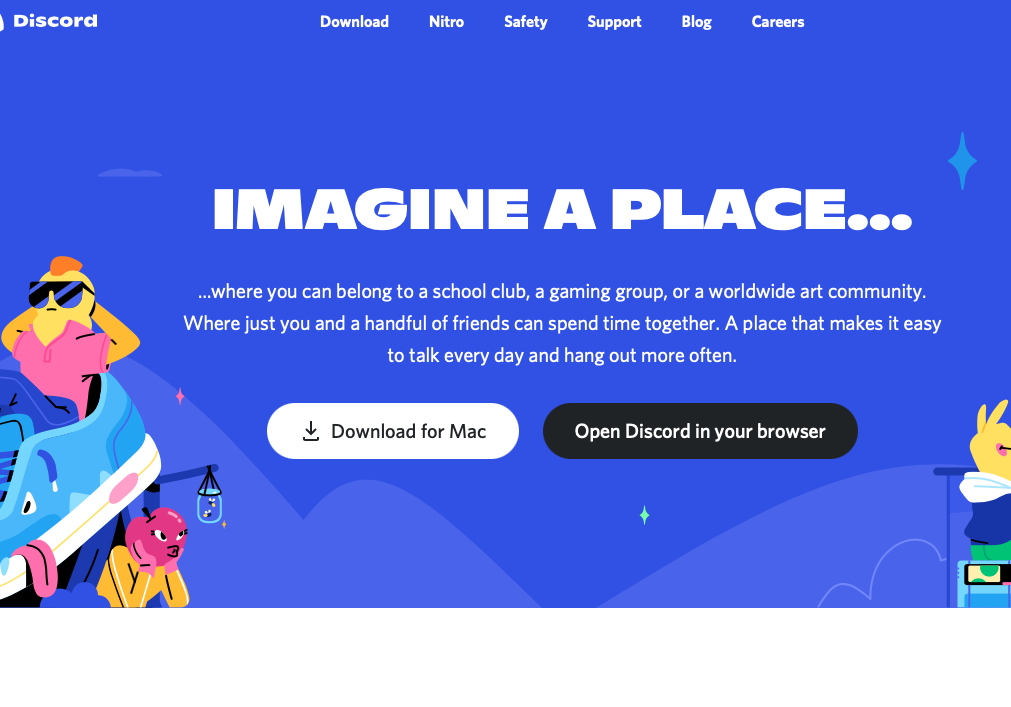 Discord
Download Nitro Safety Support Blog Careers
IMAGINE A PLACE...
...where you can belong to a school club, a gaming group, or a worldwide art community.
Where just you and a handful of friends can spend time together. A place that makes it easy
to talk every day and hang out more often.
Download for Mac
Open Discord in your browser